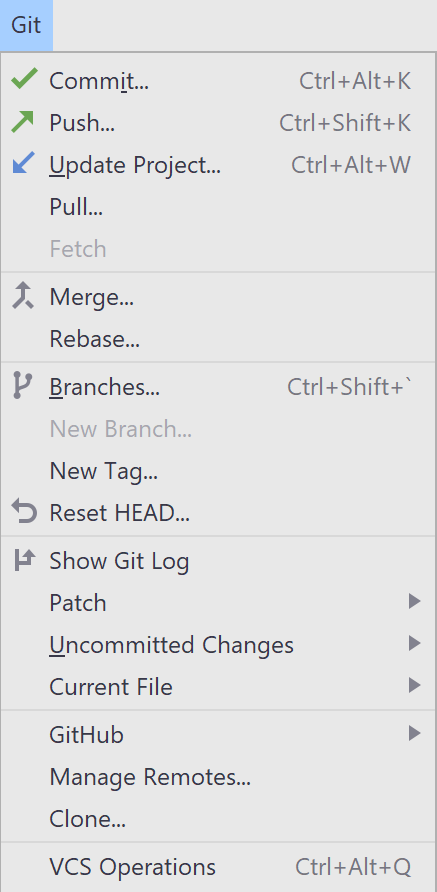 Git
Commit... Ctrl+Alt+K
Push... Ctrl+Shift+K
Update Project... Ctrl+Alt+W
Pull...
Fetch
Merge...
Rebase...
Branches... Ctrl+Shift+`
New Branch...
New Tag...
Reset HEAD...
Show Git Log
Patch
Uncommitted Changes
Current File
GitHub
Manage Remotes...
Clone...
VCS Operations Ctrl+Alt+Q